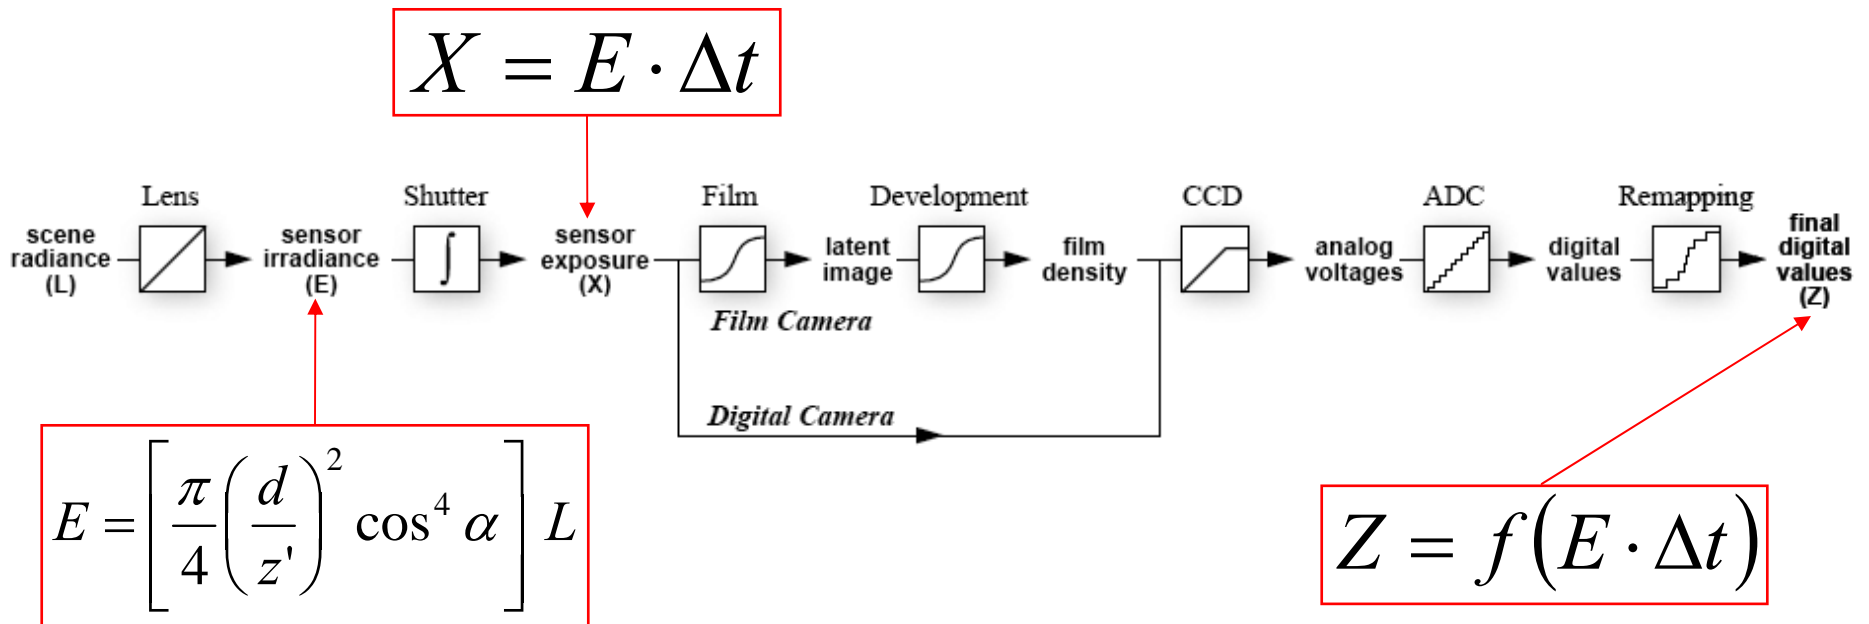 X = E · Δt
Lens
Shutter
Film
Development
CCD
ADC
Remapping
scene
radiance
(L)
sensor
irradiance
(E)
∫
sensor
exposure
(X)
latent
image
film
density
analog
voltages
digital
values
final
digital
values
(Z)
Film Camera
Digital Camera
E = [π/4 (d/z')² cos⁴ α] L
Z = f(E · Δt)